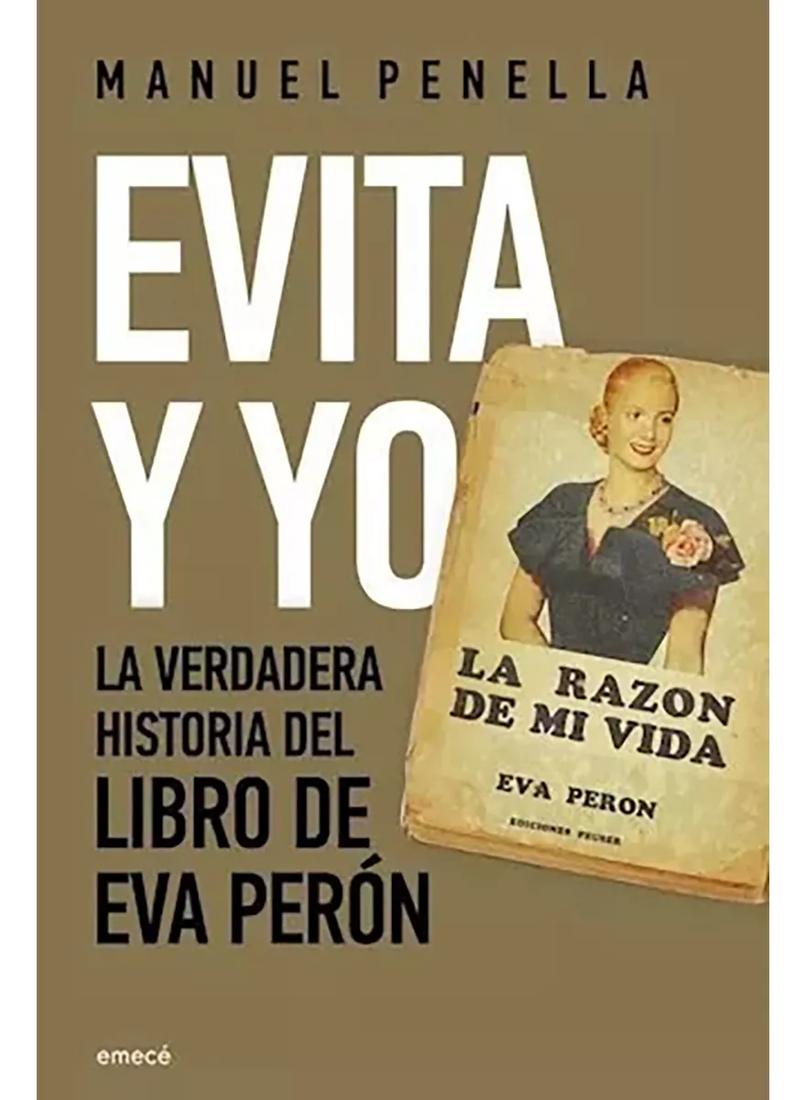 MANUEL PENELLA
EVITA
Y YO
LA VERDADERA
HISTORIA DEL
LIBRO DE
EVA PERÓN
LA RAZON
DE MI VIDA
EVA PERON
EDICIONES PEUSER
emecé